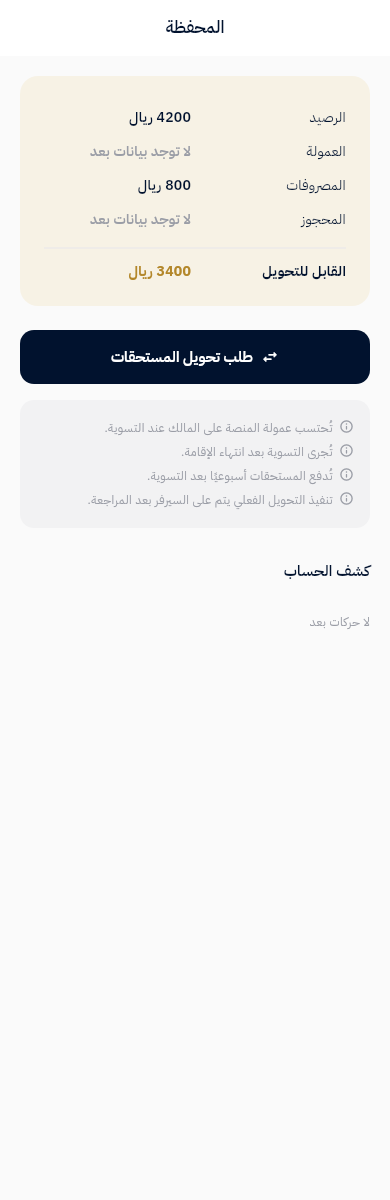 المحفظة
الرصيد 4200 ريال
العمولة لا توجد بيانات بعد
المصروفات 800 ريال
المحجوز لا توجد بيانات بعد
القابل للتحويل 3400 ريال
طلب تحويل المستحقات
تُحتسب عمولة المنصة على المالك عند التسوية.
تُجرى التسوية بعد انتهاء الإقامة.
تُدفع المستحقات أسبوعيًا بعد التسوية.
تنفيذ التحويل الفعلي يتم على السيرفر بعد المراجعة.
كشف الحساب
لا حركات بعد